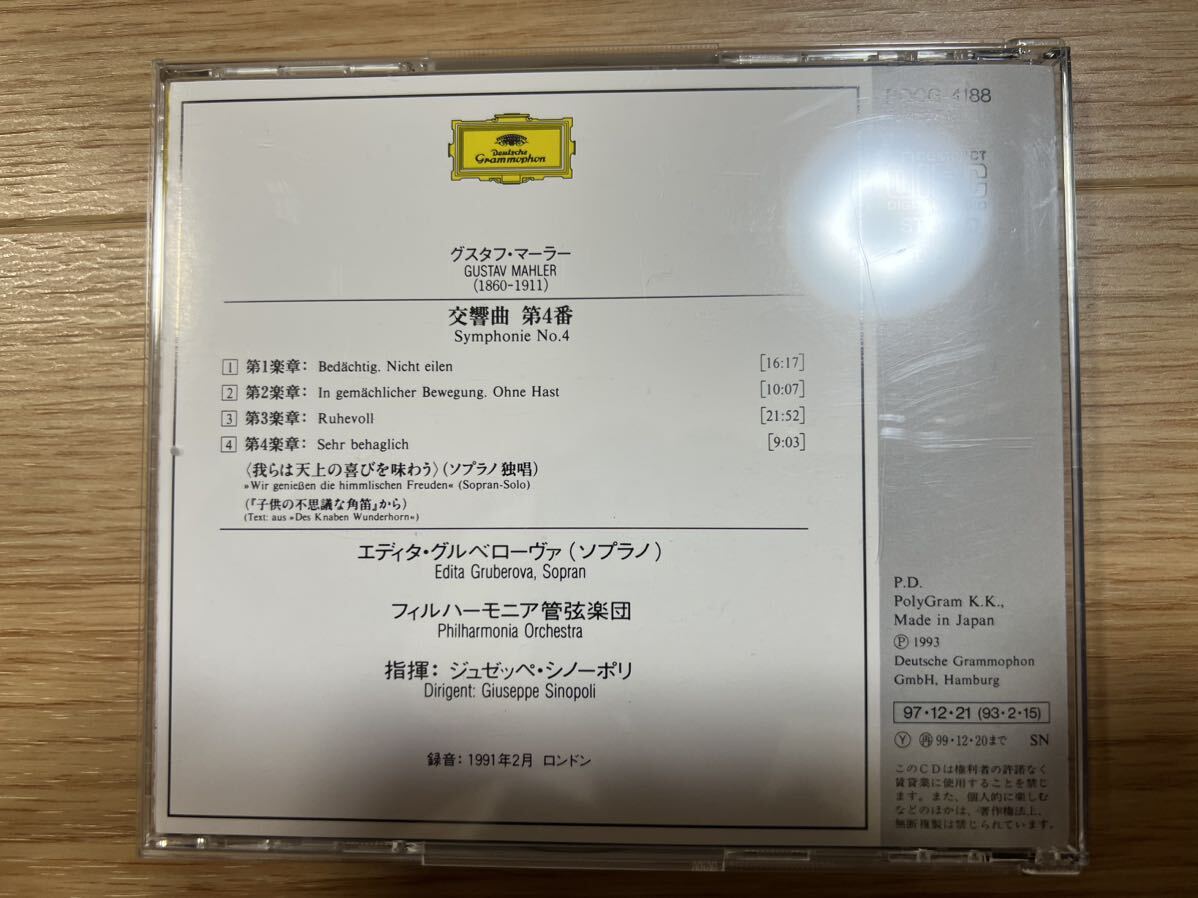 Deutsche
Grammophon
グスタフ・マーラー
GUSTAV MAHLER
(1860-1911)
交響曲 第4番
Symphonie No.4
1 第1楽章: Bedächtig. Nicht eilen [16:17]
2 第2楽章: In gemächlicher Bewegung. Ohne Hast [10:07]
3 第3楽章: Ruhevoll [21:52]
4 第4楽章: Sehr behaglich [9:03]
〈我らは天上の喜びを味わう〉(ソプラノ独唱)
»Wir genießen die himmlischen Freuden« (Sopran-Solo)
(『子供の不思議な角笛』から)
(Text: aus »Des Knaben Wunderhorn«)
エディタ・グルベローヴァ(ソプラノ)
Edita Gruberova, Sopran
フィルハーモニア管弦楽団
Philharmonia Orchestra
指揮: ジュゼッペ・シノーポリ
Dirigent: Giuseppe Sinopoli
録音:1991年2月 ロンドン
P.D.
PolyGram K.K.,
Made in Japan
Ⓟ 1993
Deutsche Grammophon
GmbH, Hamburg
97・12・21 (93・2・15)
Ⓨ ㊢99・12・20まで SN
このCDは権利者の許諾なく
賃貸業に使用することを禁じ
ます。また、個人的に楽しむ
などのほかは、著作権法上、
無断複製は禁じられています。